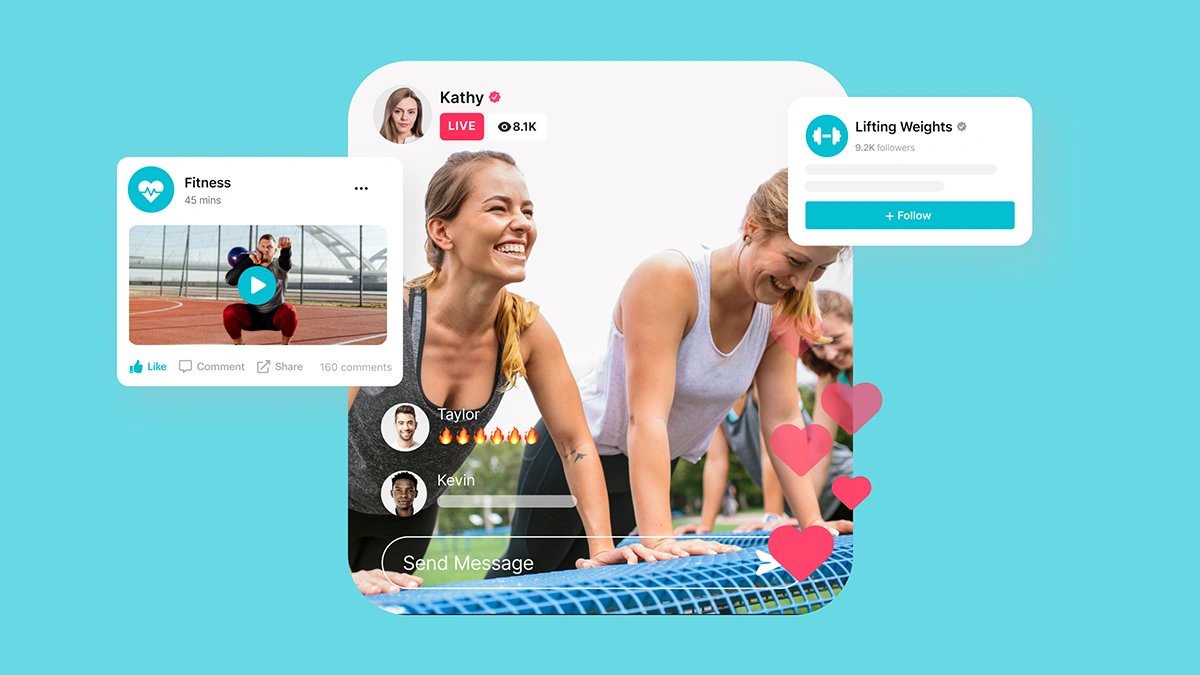 Kathy
LIVE 8.1K
Fitness
45 mins
Like Comment Share 160 comments
Lifting Weights
9.2K followers
+ Follow
Taylor
🔥🔥🔥🔥🔥🔥
Kevin
Send Message